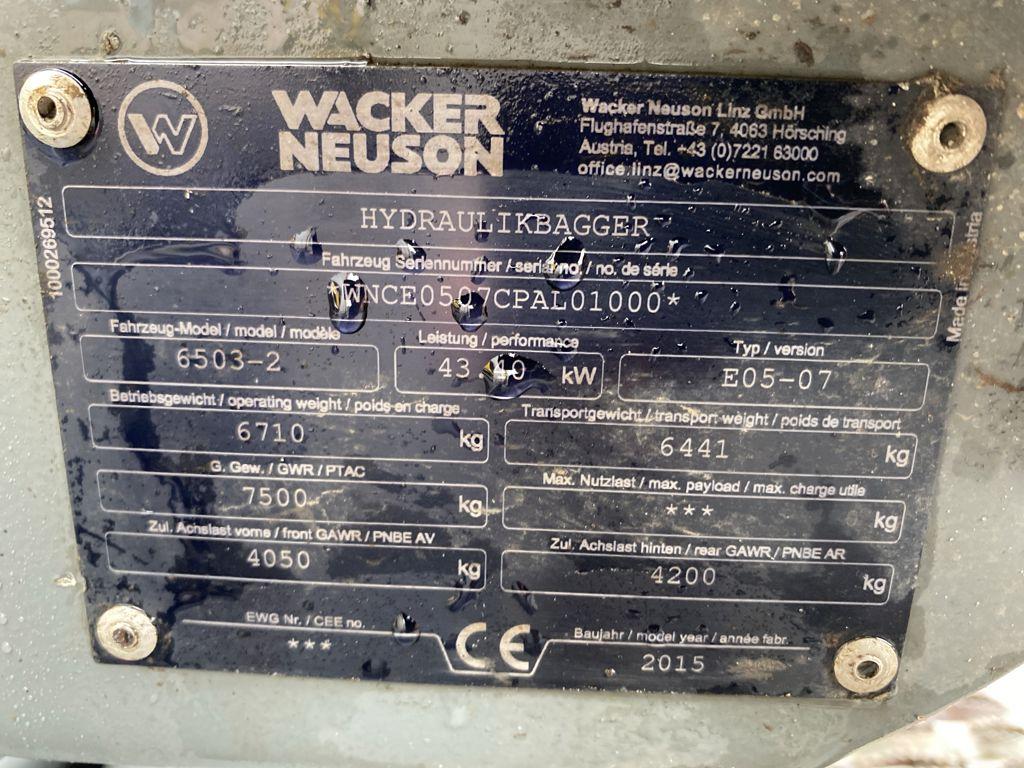 WACKER
NEUSON
Wacker Neuson Linz GmbH
Flughafenstraße 7, 4063 Hörsching
Austria, Tel. +43 (0)7221 63000
office.linz@wackerneuson.com
1000269512
HYDRAULIKBAGGER
Fahrzeug Seriennummer / serial no. / no. de série
*WNCE0507CPAL01000*
Made in Austria
Fahrzeug-Model / model / modèle
6503-2
Leistung / performance
43.40 kW
Typ / version
E05-07
Betriebsgewicht / operating weight / poids en charge
6710 kg
Transportgewicht / transport weight / poids de transport
6441 kg
G. Gew. / GWR / PTAC
7500 kg
Max. Nutzlast / max. payload / max. charge utile
*** kg
Zul. Achslast vorne / front GAWR / PNBE AV
4050 kg
Zul. Achslast hinten / rear GAWR / PNBE AR
4200 kg
EWG Nr. / CEE no.
***
CE
Baujahr / model year / année fabr.
2015